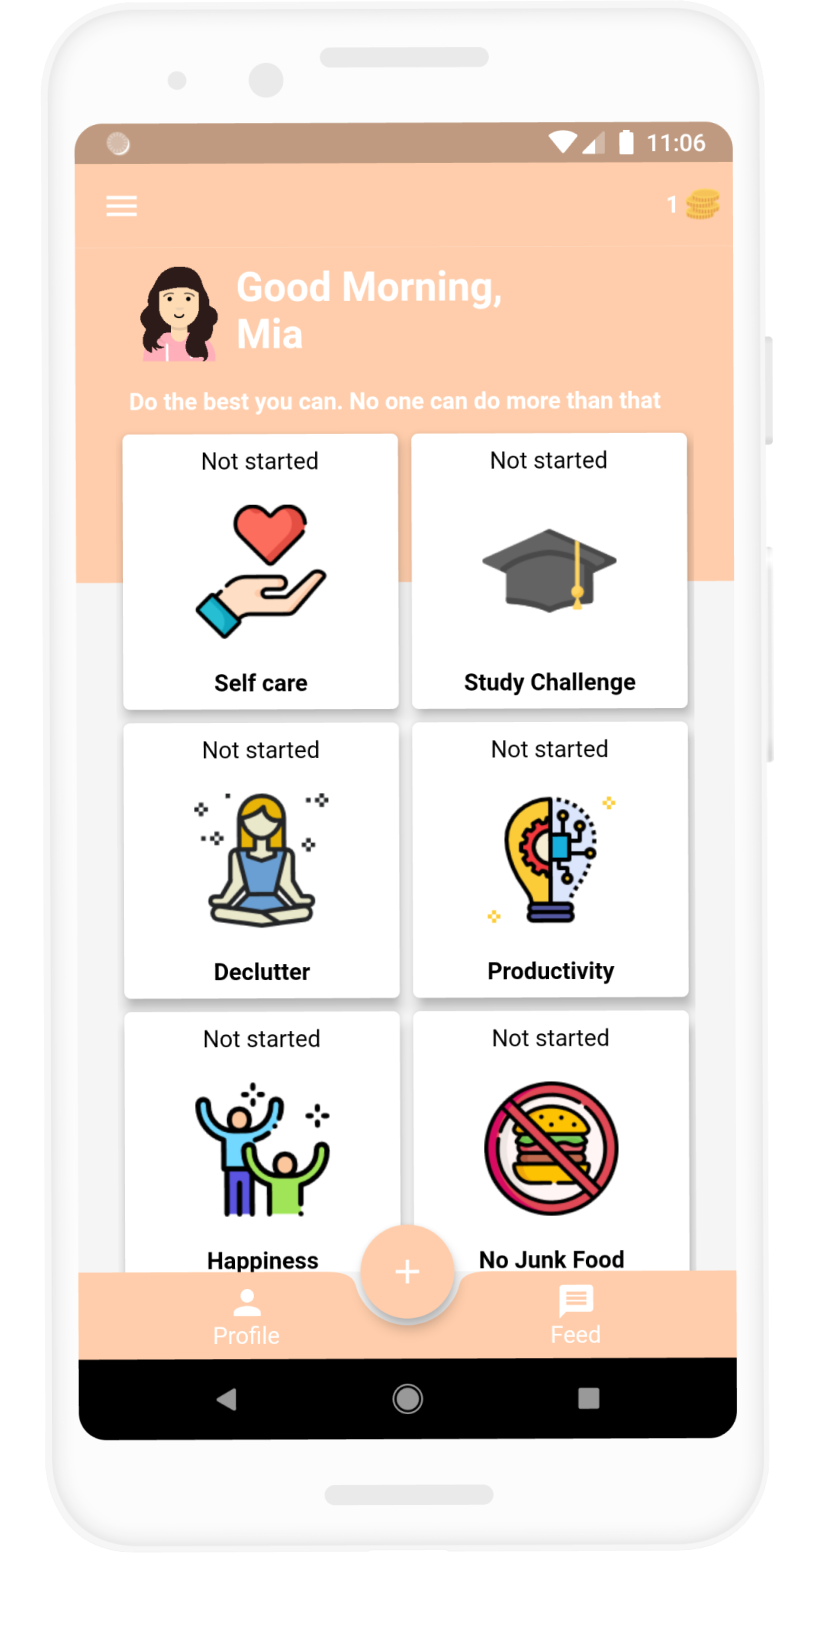 11:06
1
Good Morning,
Mia
Do the best you can. No one can do more than that
Not started
Self care
Not started
Study Challenge
Not started
Declutter
Not started
Productivity
Not started
Happiness
Not started
No Junk Food
+
Profile
Feed